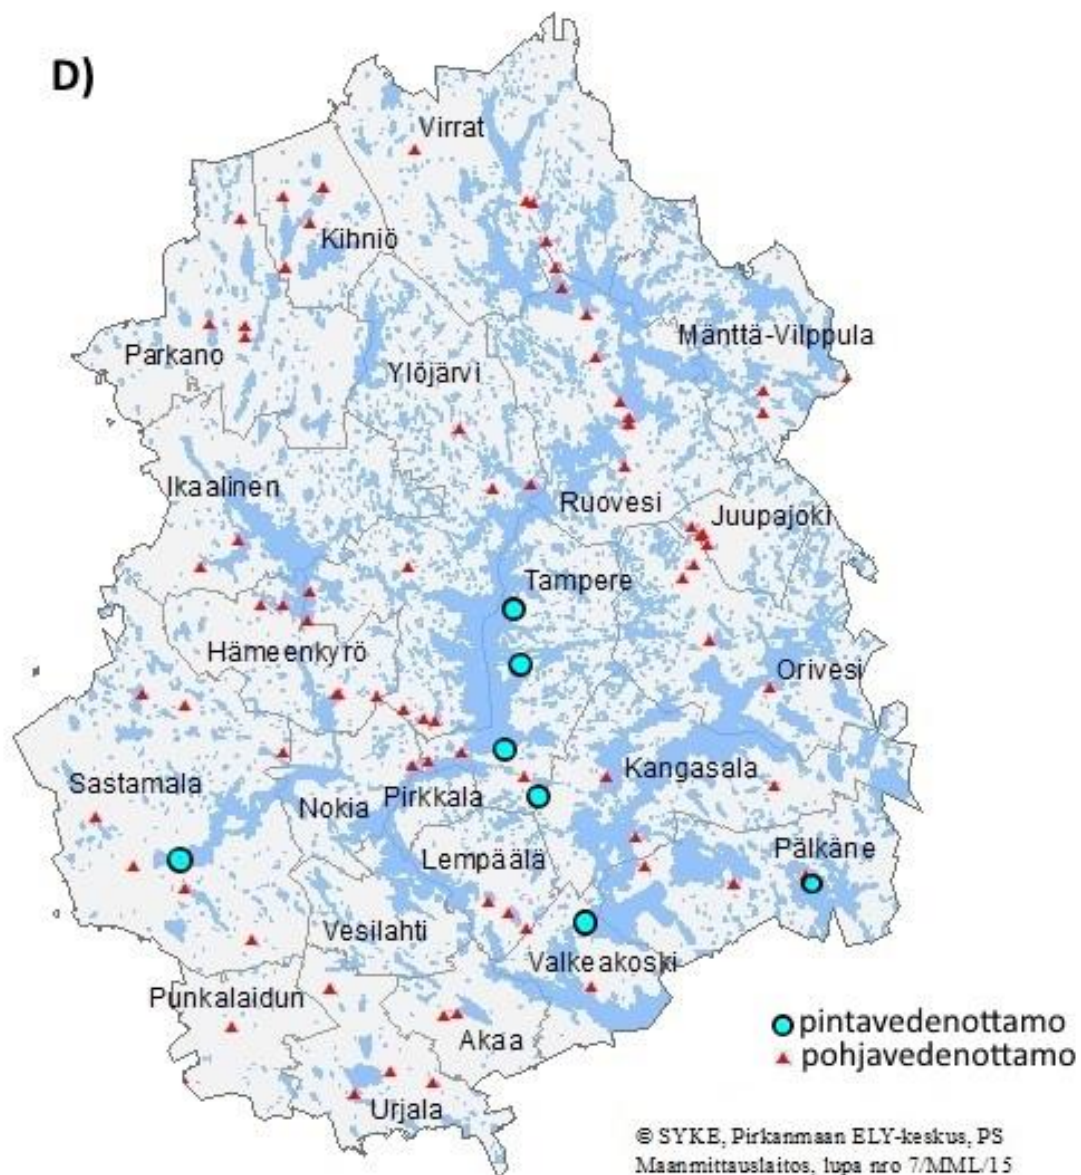 D)
Virrat
Kihniö
Mänttä-Vilppula
Parkano
Ylöjärvi
Ikaalinen
Ruovesi
Juupajoki
Tampere
Hämeenkyrö
Orivesi
Sastamala
Kangasala
Nokia
Pirkkala
Lempäälä
Pälkäne
Vesilahti
Valkeakoski
Punkalaidun
Akaa
Urjala
pintavedenottamo
pohjavedenottamo
© SYKE, Pirkanmaan ELY-keskus, PS
Maanmittauslaitos, lupa nro 7/MML/15